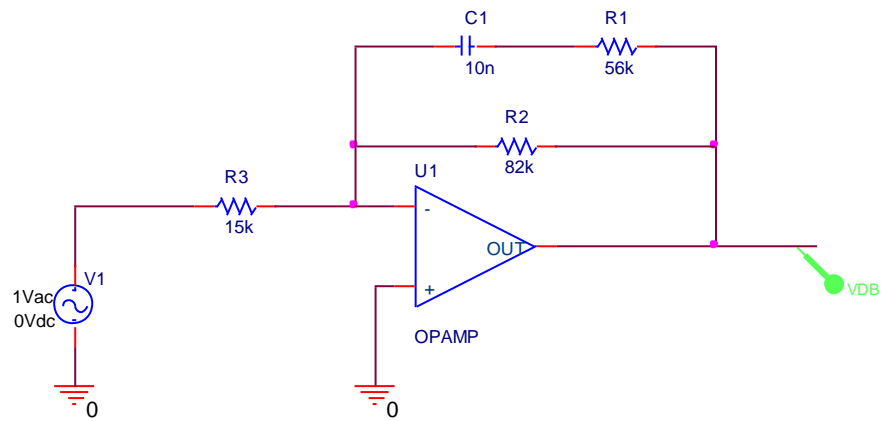 C1
10n
R1
56k
R2
82k
U1
R3
15k
-
OUT
+
OPAMP
V1
1Vac
0Vdc
VDB
0
0